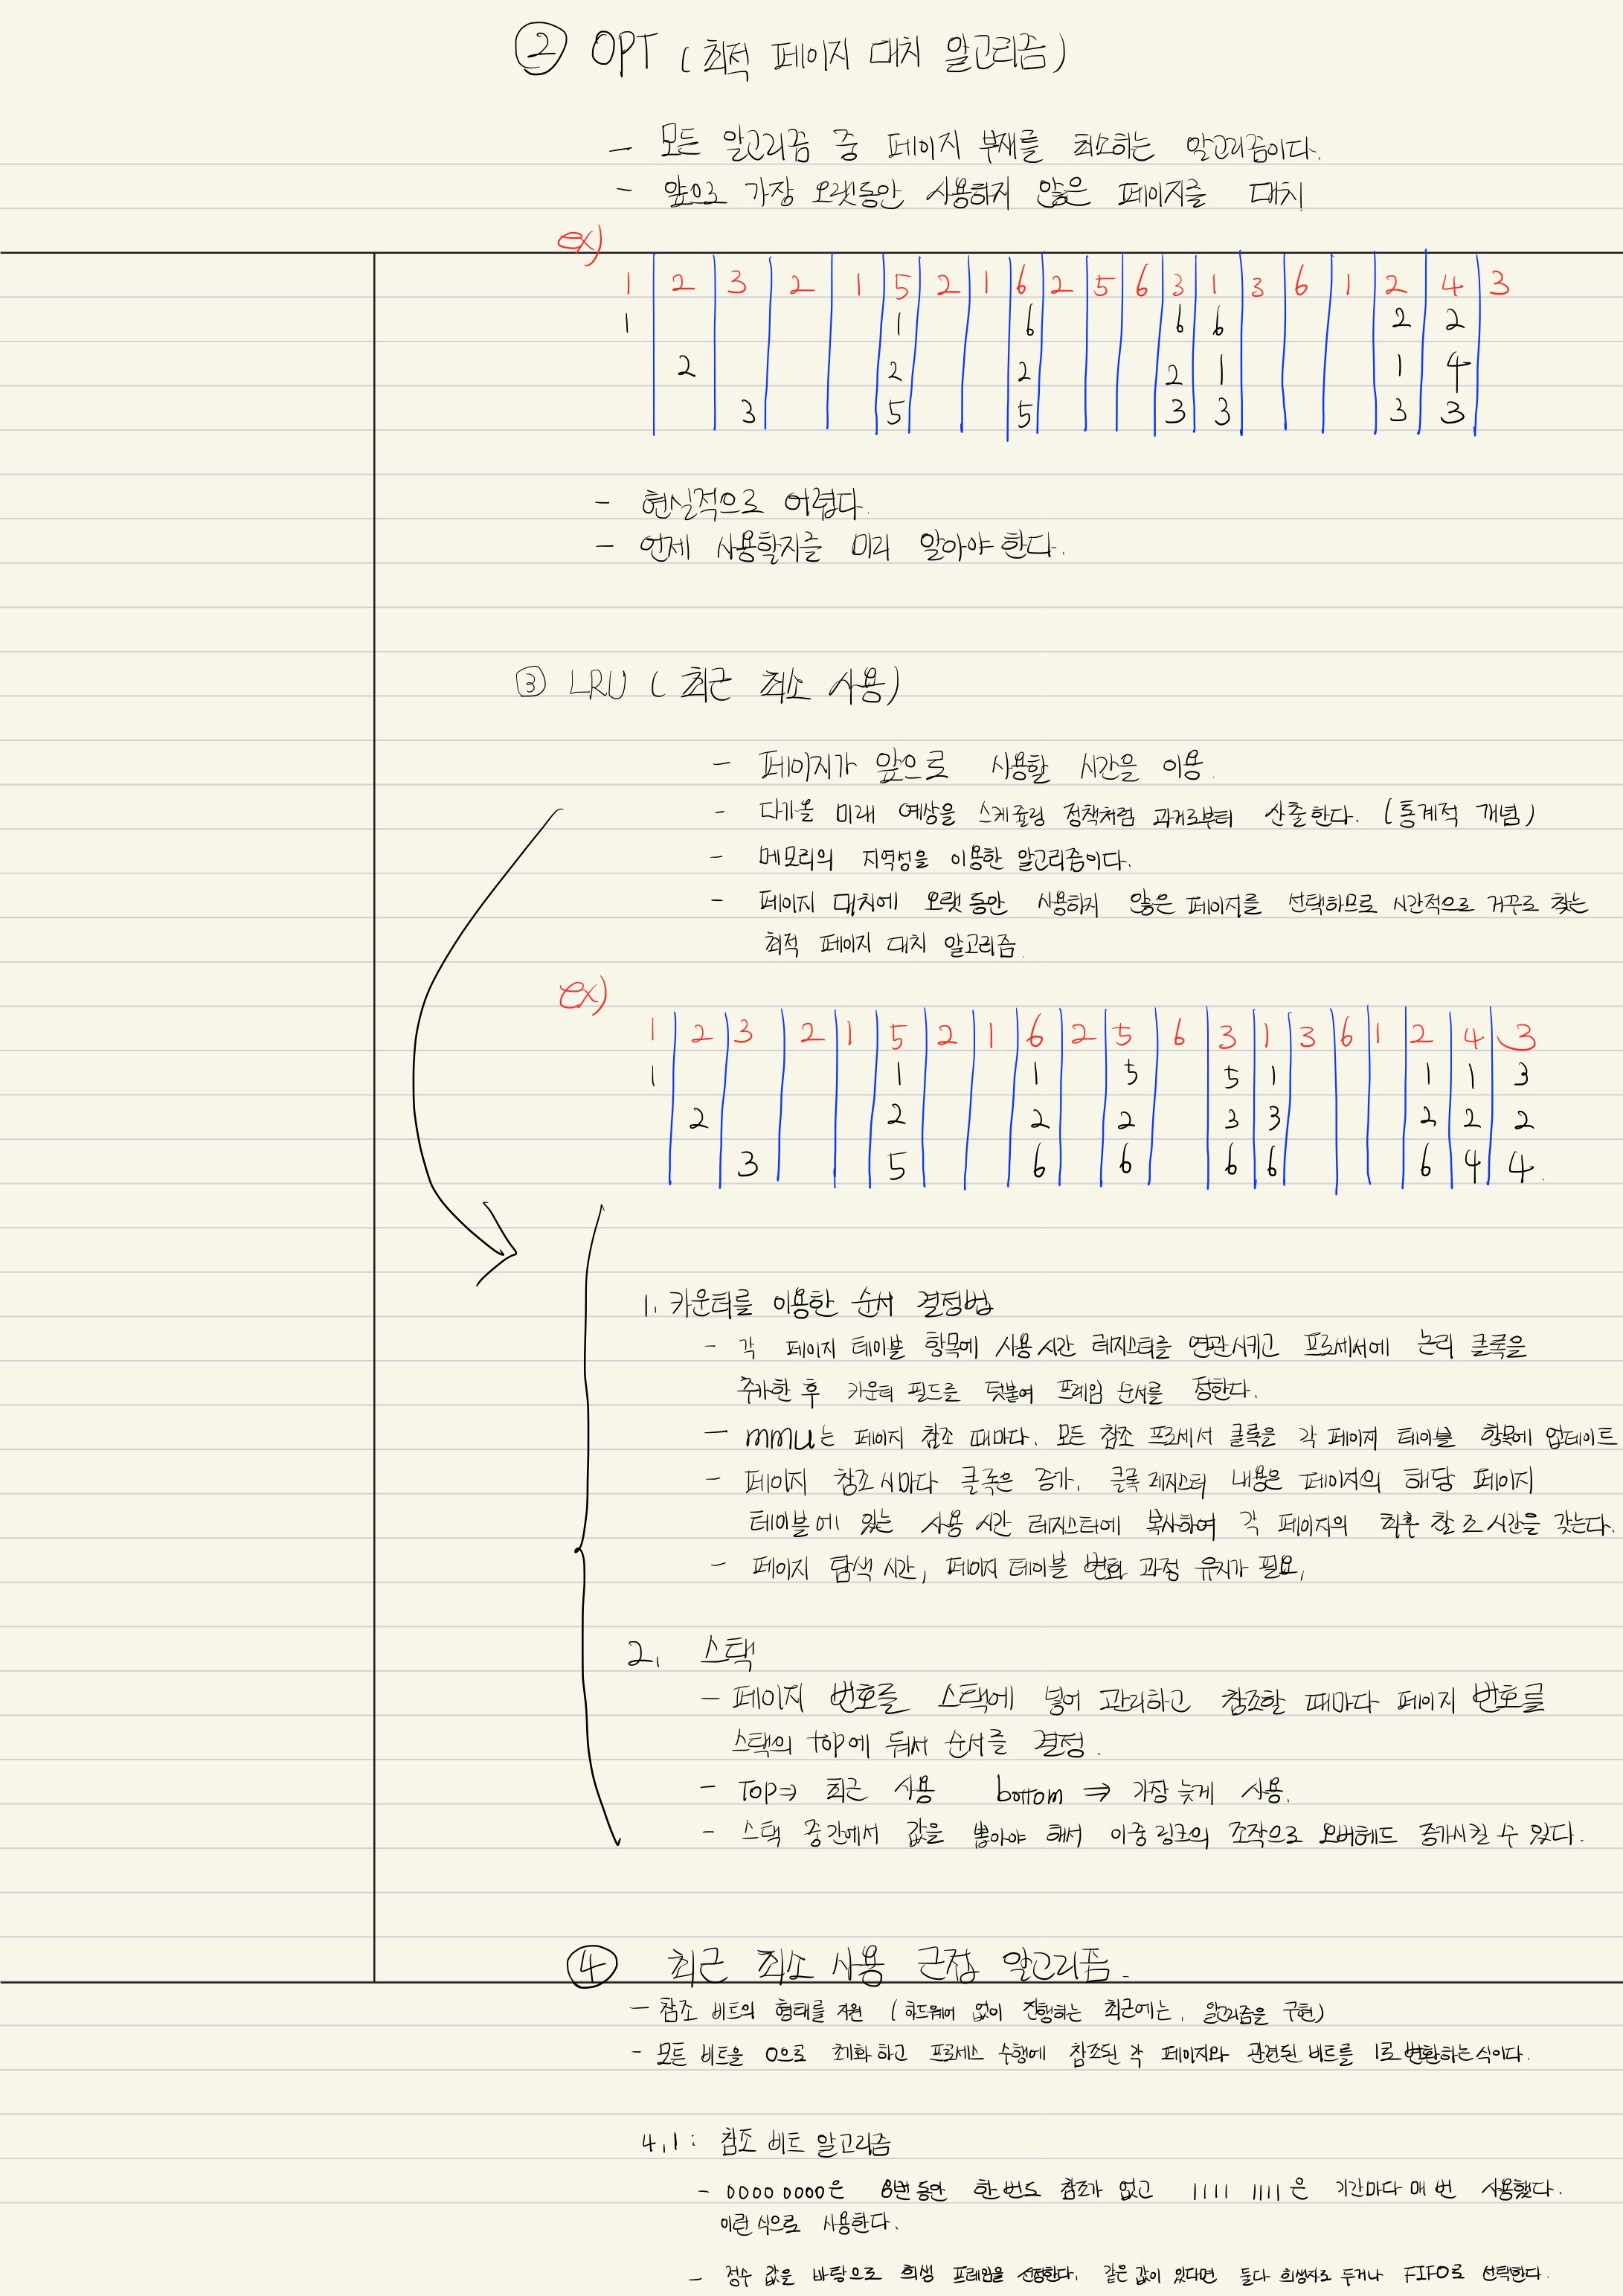 ② OPT ( 최적 페이지 대치 알고리즘 )
- 모든 알고리즘 중 페이지 부재를 최소하는 알고리즘이다.
- 앞으로 가장 오랫동안 사용하지 않은 페이지를 대치
ex)
1 2 3 2 1 5 2 1 6 2 5 6 3 1 3 6 1 2 4 3
1 1 6 6 6 2 2
2 2 2 2 1 1 4
3 5 5 3 3 3 3
- 현실적으로 어렵다.
- 언제 사용할지를 미리 알아야 한다.
③ LRU ( 최근 최소 사용 )
- 페이지가 앞으로 사용할 시간을 이용.
- 다가올 미래 예상을 스케줄링 정책처럼 과거로부터 산출한다. (통계적 개념)
- 메모리의 지역성을 이용한 알고리즘이다.
- 페이지 대치에 오랫동안 사용하지 않은 페이지를 선택하므로 시간적으로 거꾸로 찾는
최적 페이지 대치 알고리즘.
ex)
1 2 3 2 1 5 2 1 6 2 5 6 3 1 3 6 1 2 4 3
1 1 1 5 5 1 1 1 3
2 2 2 2 3 3 2 2 2
3 5 6 6 6 6 6 4 4.
1. 카운터를 이용한 순서 결정법
- 각 페이지 테이블 항목에 사용 시간 레지스터를 연관시키고 프로세서에 논리 클록을
추가한 후 카운터 필드를 덧붙여 프레임 순서를 정한다.
- mmu는 페이지 참조 때마다. 모든 참조 프로세서 클록을 각 페이지 테이블 항목에 업데이트
- 페이지 참조 시마다 클록은 증가. 클록 레지스터 내용은 페이지의 해당 페이지
테이블에 있는 사용 시간 레지스터에 복사하여 각 페이지의 최후 참조 시간을 갖는다.
- 페이지 탐색 시간, 페이지 테이블 변화 과정 유지가 필요,
2. 스택
- 페이지 번호를 스택에 넣어 관리하고 참조할 때마다 페이지 번호를
스택의 top에 둬서 순서를 결정.
- Top⇒ 최근 사용 bottom ⇒ 가장 늦게 사용.
- 스택 중간에서 값을 뽑아야 해서 이중 링크의 조작으로 오버헤드 증가시킬 수 있다.
④ 최근 최소 사용 근접 알고리즘.
- 참조 비트의 형태를 지원 ( 하드웨어 없이 진행하는 최근에는, 알고리즘을 구현)
- 모든 비트을 0으로 초기화 하고 프로세스 수행에 참조된 각 페이지와 관련된 비트를 1로 변환하는 식이다.
4.1: 참조 비트 알고리즘
- 0000 0000은 8번 동안 한번도 참조가 없고 1111 1111은 기간마다 매 번 사용했다.
이런 식으로 사용한다.
- 정수 값을 바탕으로 희생 프레임을 선정한다. 같은 값이 있다면 둘다 희생자로 두거나 FIFO로 선택한다.